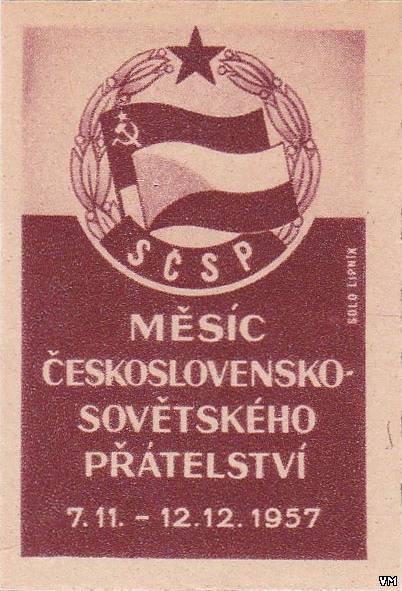 SČSP
SOLO LIPNÍK
MĚSÍC
ČESKOSLOVENSKO-
SOVĚTSKÉHO
PŘÁTELSTVÍ
7.11. – 12.12. 1957
VM